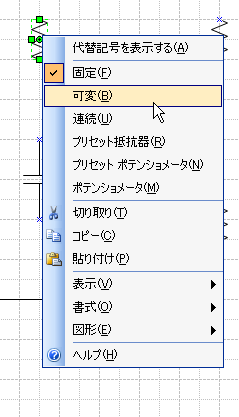 代替記号を表示する(A)
固定(F)
可変(B)
連続(U)
プリセット抵抗器(R)
プリセット ポテンショメータ(N)
ポテンショメータ(M)
切り取り(T)
コピー(C)
貼り付け(P)
表示(V)
書式(O)
図形(E)
ヘルプ(H)